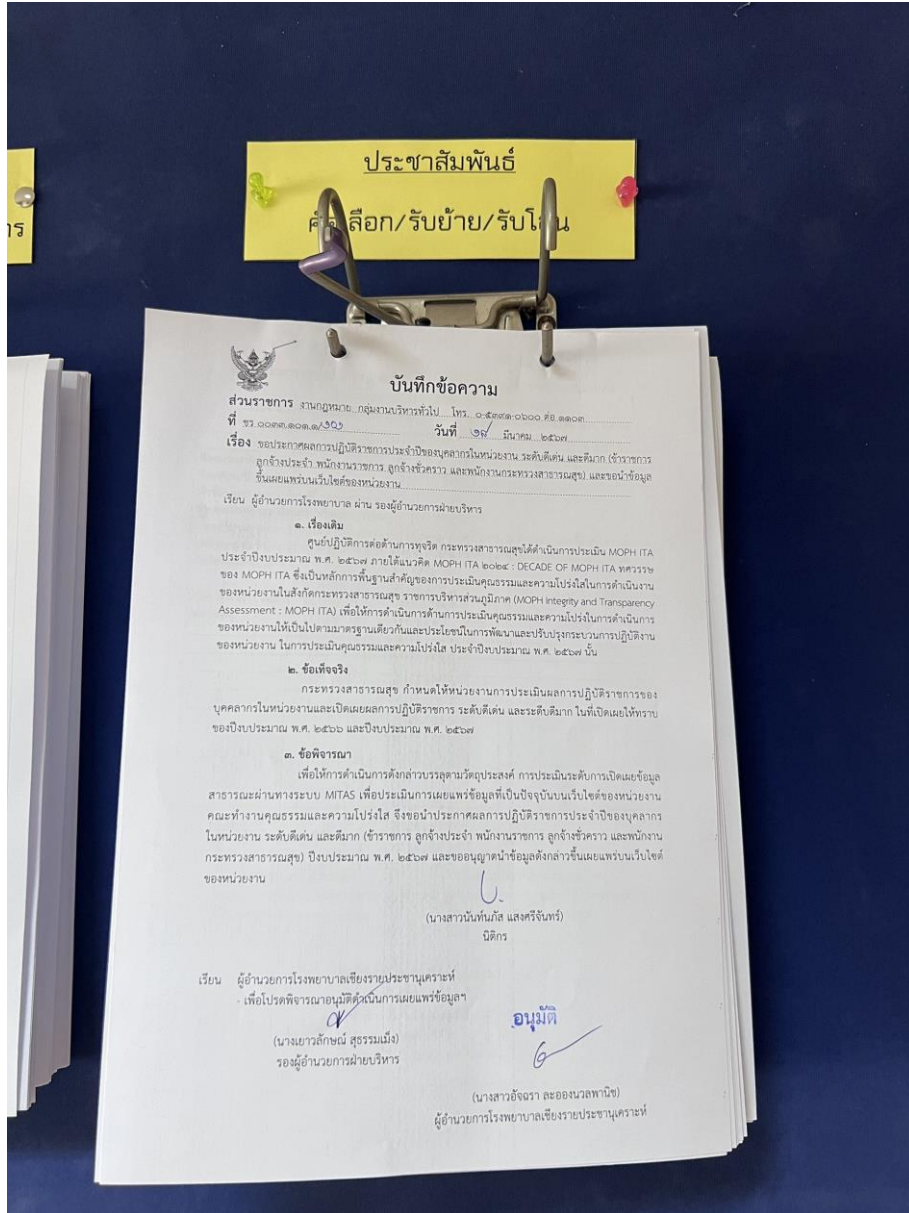 ประชาสัมพันธ์
คัดเลือก/รับย้าย/รับโอน
าร
บันทึกข้อความ
ส่วนราชการ งานกฎหมาย กลุ่มงานบริหารทั่วไป โทร. ๐-๕๓๙๑-๐๖๐๐ ต่อ ๑๑๐๓
ที่ ชร ๐๐๓๓.๑๐๑.๑/ วันที่ มีนาคม ๒๕๖๗
เรื่อง ขอประกาศผลการปฏิบัติราชการประจำปีของบุคลากรในหน่วยงาน ระดับดีเด่น และดีมาก (ข้าราชการ
ลูกจ้างประจำ พนักงานราชการ ลูกจ้างชั่วคราว และพนักงานกระทรวงสาธารณสุข) และขอนำข้อมูล
ขึ้นเผยแพร่บนเว็บไซต์ของหน่วยงาน
เรียน ผู้อำนวยการโรงพยาบาล ผ่าน รองผู้อำนวยการฝ่ายบริหาร
๑. เรื่องเดิม
ศูนย์ปฏิบัติการต่อต้านการทุจริต กระทรวงสาธารณสุขได้ดำเนินการประเมิน MOPH ITA
ประจำปีงบประมาณ พ.ศ. ๒๕๖๗ ภายใต้แนวคิด MOPH ITA ๒๐๒๔ : DECADE OF MOPH ITA ทศวรรษ
ของ MOPH ITA ซึ่งเป็นหลักการพื้นฐานสำคัญของการประเมินคุณธรรมและความโปร่งใสในการดำเนินงาน
ของหน่วยงานในสังกัดกระทรวงสาธารณสุข ราชการบริหารส่วนภูมิภาค (MOPH Integrity and Transparency
Assessment : MOPH ITA) เพื่อให้การดำเนินการด้านการประเมินคุณธรรมและความโปร่งใสในการดำเนินการ
ของหน่วยงานให้เป็นไปตามมาตรฐานเดียวกันและประโยชน์ในการพัฒนาและปรับปรุงกระบวนการปฏิบัติงาน
ของหน่วยงาน ในการประเมินคุณธรรมและความโปร่งใส ประจำปีงบประมาณ พ.ศ. ๒๕๖๗ นั้น
๒. ข้อเท็จจริง
กระทรวงสาธารณสุข กำหนดให้หน่วยงานการประเมินผลการปฏิบัติราชการของ
บุคคลากรในหน่วยงานและเปิดเผยผลการปฏิบัติราชการ ระดับดีเด่น และระดับดีมาก ในที่เปิดเผยให้ทราบ
ของปีงบประมาณ พ.ศ. ๒๕๖๖ และปีงบประมาณ พ.ศ. ๒๕๖๗
๓. ข้อพิจารณา
เพื่อให้การดำเนินการดังกล่าวบรรลุตามวัตถุประสงค์ การประเมินระดับการเปิดเผยข้อมูล
สาธารณะผ่านทางระบบ MITAS เพื่อประเมินการเผยแพร่ข้อมูลที่เป็นปัจจุบันบนเว็บไซต์ของหน่วยงาน
คณะทำงานคุณธรรมและความโปร่งใส จึงขอนำประกาศผลการปฏิบัติราชการประจำปีของบุคลากร
ในหน่วยงาน ระดับดีเด่น และดีมาก (ข้าราชการ ลูกจ้างประจำ พนักงานราชการ ลูกจ้างชั่วคราว และพนักงาน
กระทรวงสาธารณสุข) ปีงบประมาณ พ.ศ. ๒๕๖๗ และขออนุญาตนำข้อมูลดังกล่าวขึ้นเผยแพร่บนเว็บไซต์
ของหน่วยงาน
(นางสาวนันท์นภัส แสงศรีจันทร์)
นิติกร
เรียน ผู้อำนวยการโรงพยาบาลเชียงรายประชานุเคราะห์
- เพื่อโปรดพิจารณาอนุมัติดำเนินการเผยแพร่ข้อมูลฯ
(นางเยาวลักษณ์ สุธรรมเม็ง)
รองผู้อำนวยการฝ่ายบริหาร
อนุมัติ
(นางสาวอัจฉรา ละอองนวลพานิช)
ผู้อำนวยการโรงพยาบาลเชียงรายประชานุเคราะห์